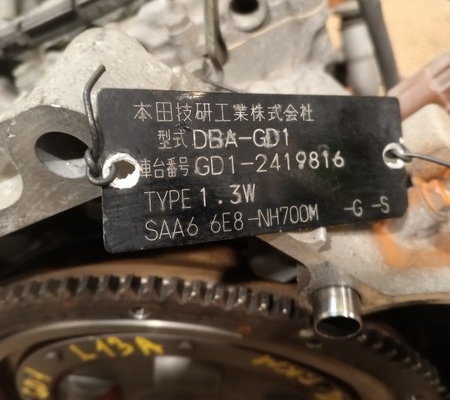 本田技研工業株式会社
型式 DBA-GD1
車台番号 GD1-2419816
TYPE 1.3W
SAA6 6E8-NH700M -G -S
L13A